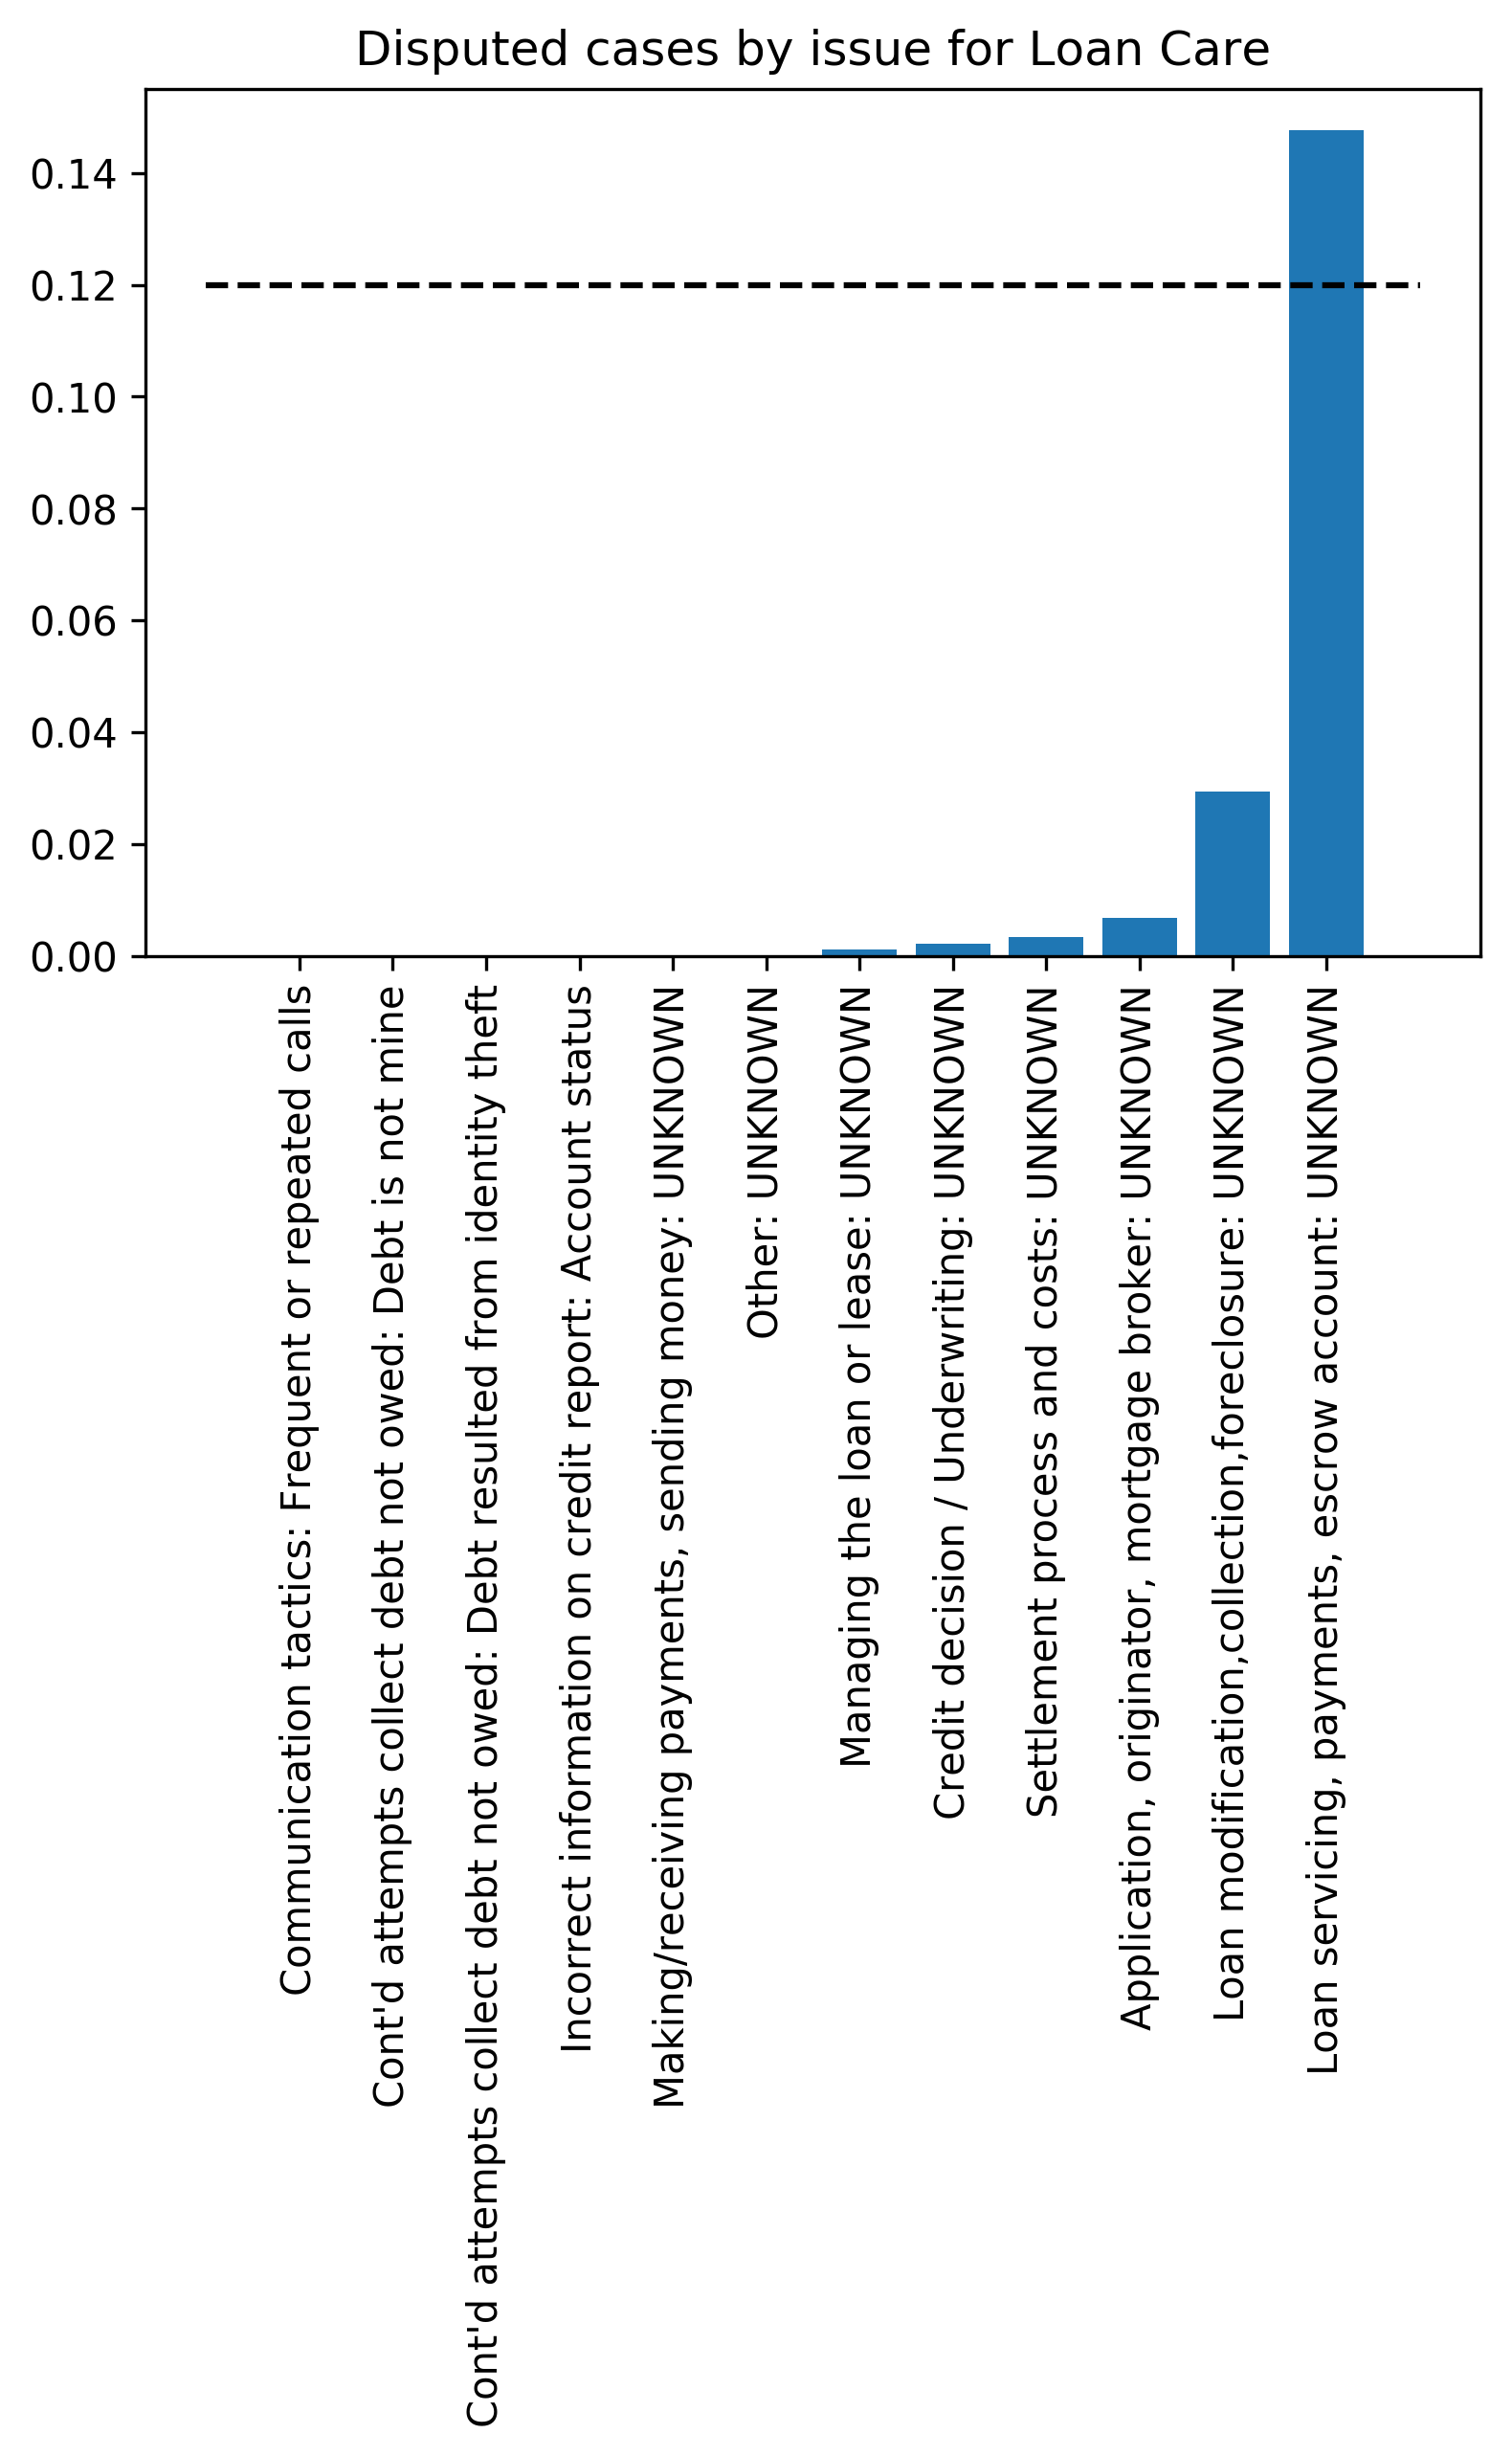 Disputed cases by issue for Loan Care
0.14
0.12
0.10
0.08
0.06
0.04
0.02
0.00
Communication tactics: Frequent or repeated calls
Cont'd attempts collect debt not owed: Debt is not mine
Cont'd attempts collect debt not owed: Debt resulted from identity theft
Incorrect information on credit report: Account status
Making/receiving payments, sending money: UNKNOWN
Other: UNKNOWN
Managing the loan or lease: UNKNOWN
Credit decision / Underwriting: UNKNOWN
Settlement process and costs: UNKNOWN
Application, originator, mortgage broker: UNKNOWN
Loan modification,collection,foreclosure: UNKNOWN
Loan servicing, payments, escrow account: UNKNOWN